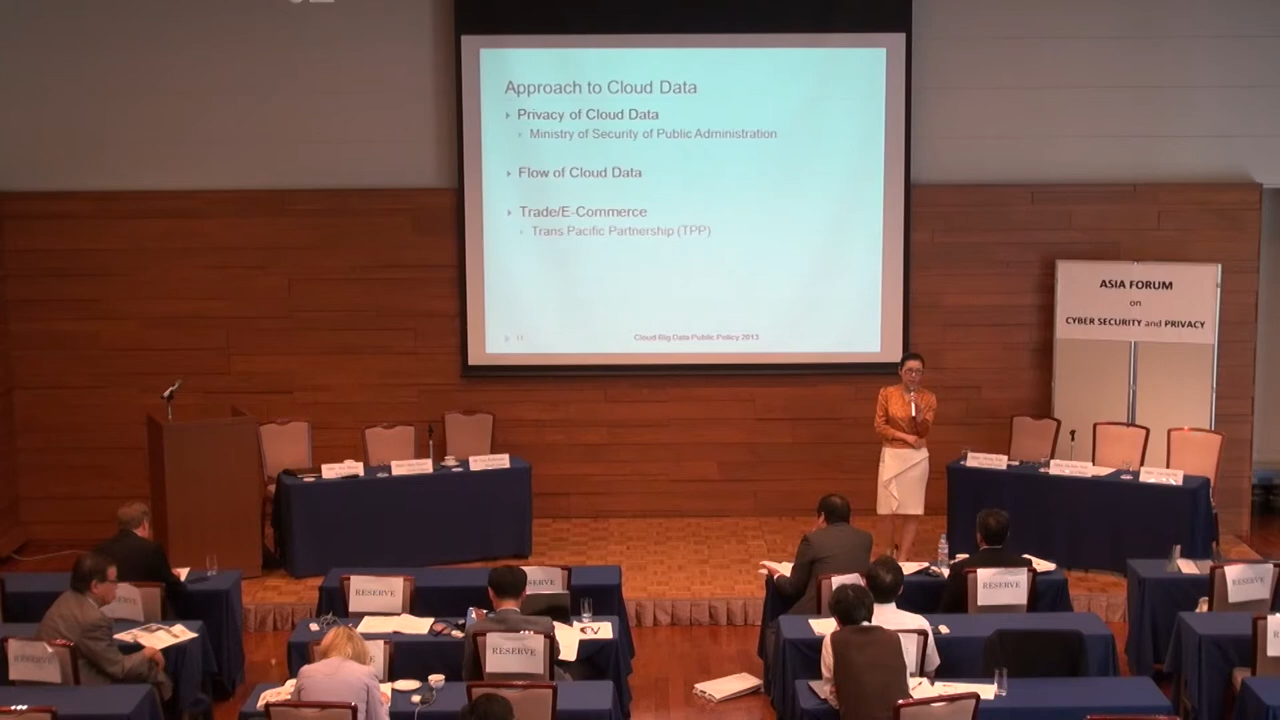 Approach to Cloud Data
Privacy of Cloud Data
Ministry of Security of Public Administration
Flow of Cloud Data
Trade/E-Commerce
Trans Pacific Partnership (TPP)
11
Cloud Big Data Public Policy 2013
ASIA FORUM
on
CYBER SECURITY and PRIVACY
RESERVE
RESERVE
RESERVE
RESERVE
RESERVE
RESERVE
RESERVE